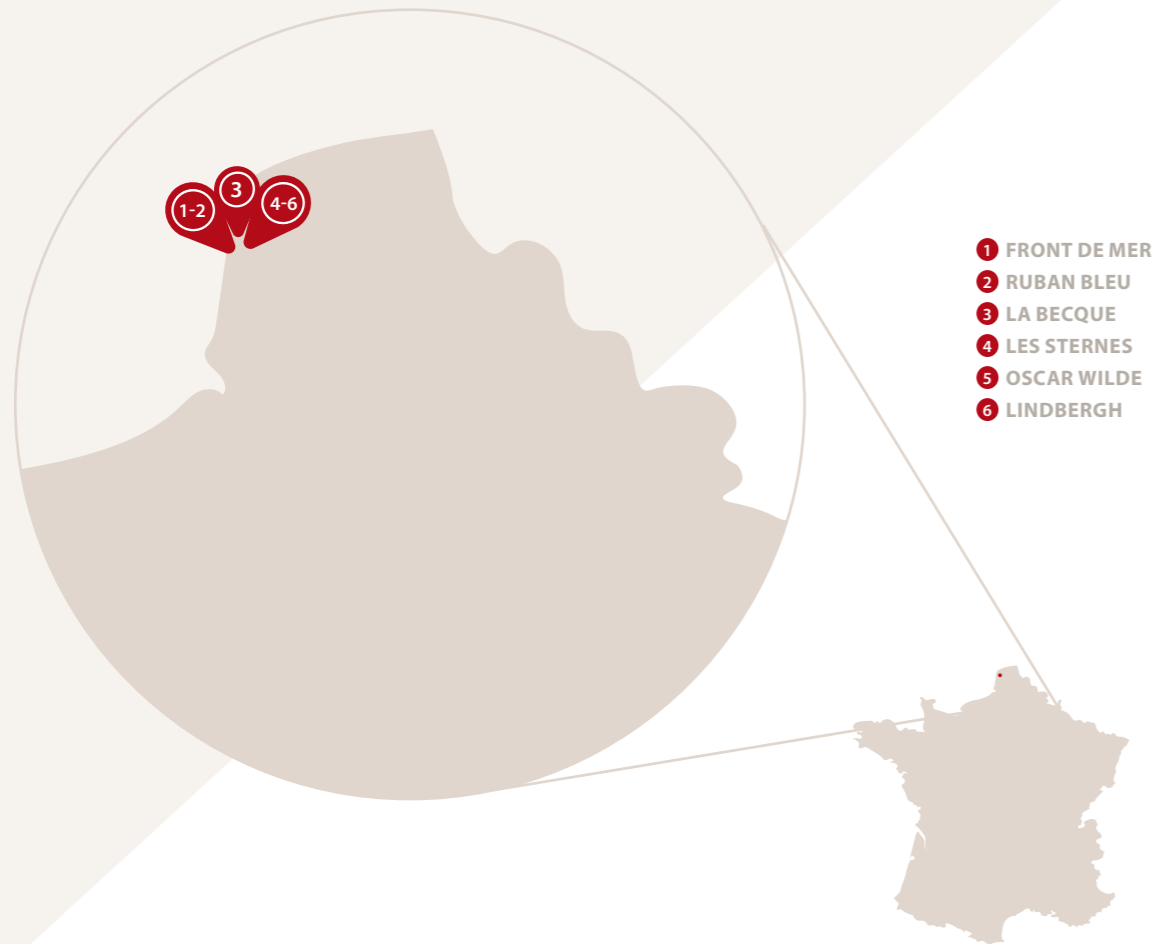 1-2
3
4-6
1 FRONT DE MER
2 RUBAN BLEU
3 LA BECQUE
4 LES STERNES
5 OSCAR WILDE
6 LINDBERGH